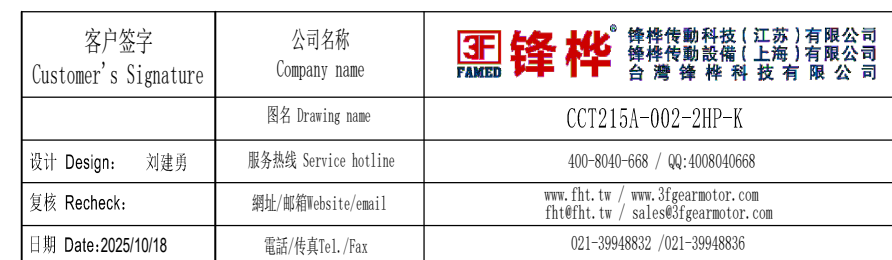 客户签字
Customer's Signature
公司名称
Company name
3F
FAMED
锋桦®
锋桦传動科技(江苏)有限公司
锋桦传動設備(上海)有限公司
台灣锋桦科技有限公司
图名 Drawing name
CCT215A-002-2HP-K
设计 Design: 刘建勇
服务热线 Service hotline
400-8040-668 / QQ:4008040668
复核 Recheck:
網址/邮箱Website/email
www.fht.tw / www.3fgearmotor.com
fht@fht.tw / sales@3fgearmotor.com
日期 Date:2025/10/18
電話/传真Tel./Fax
021-39948832 /021-39948836